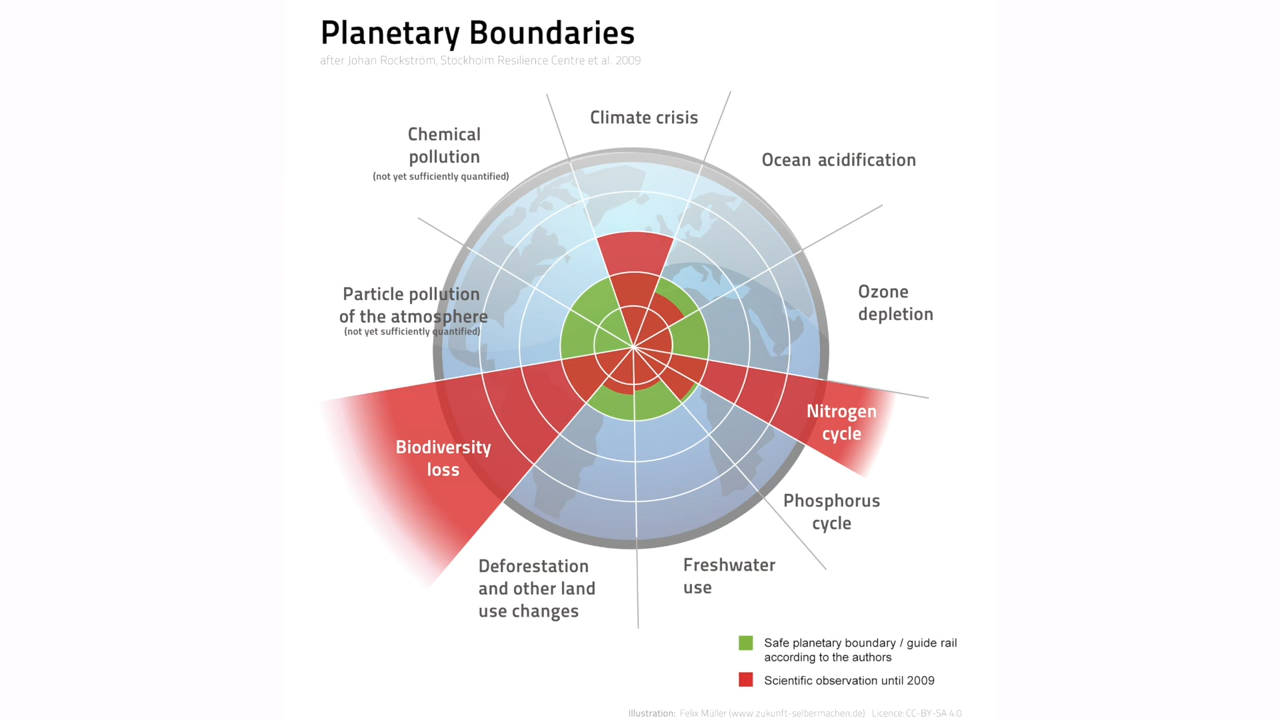 Planetary Boundaries
after Johan Rockström, Stockholm Resilience Centre et al. 2009
Climate crisis
Chemical
pollution
(not yet sufficiently quantified)
Ocean acidification
Particle pollution
of the atmosphere
(not yet sufficiently quantified)
Ozone
depletion
Nitrogen
cycle
Biodiversity
loss
Phosphorus
cycle
Deforestation
and other land
use changes
Freshwater
use
Safe planetary boundary / guide rail
according to the authors
Scientific observation until 2009
Illustration: Felix Müller (www.zukunft-selbermachen.de) Licence: CC-BY-SA 4.0